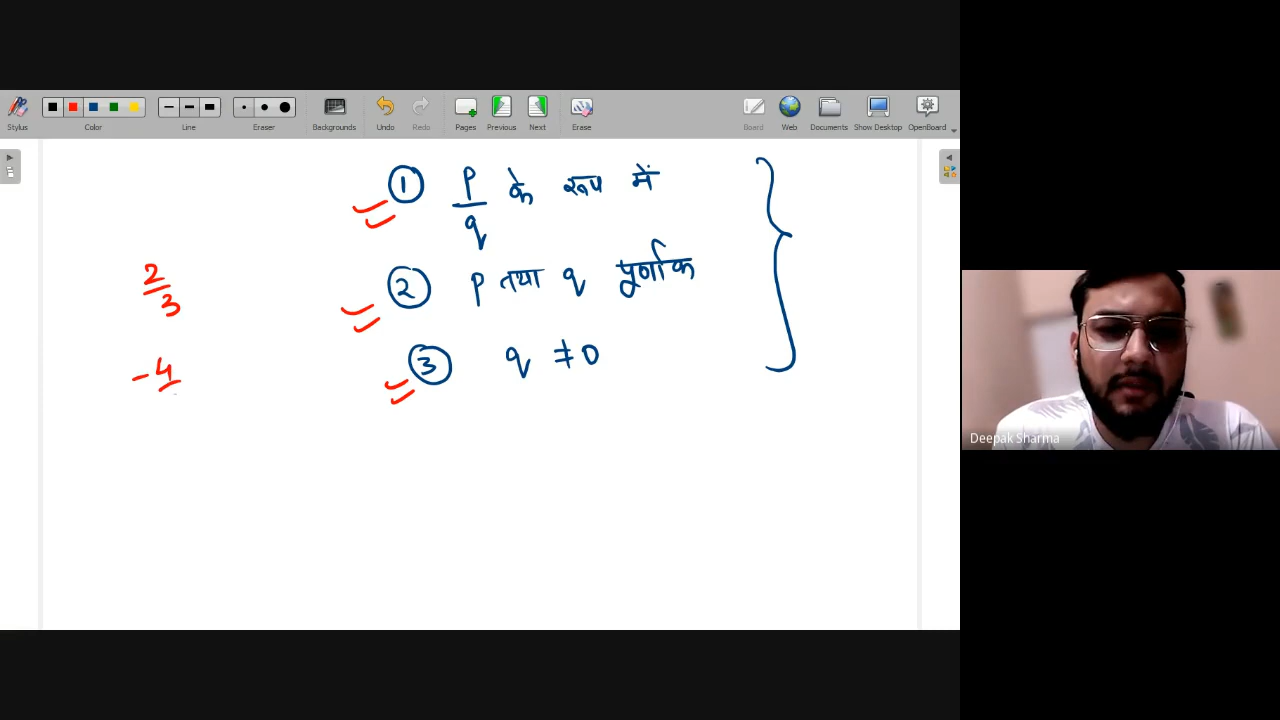 Stylus
Color
Line
Eraser
Backgrounds
Undo
Redo
Pages
Previous
Next
Erase
Board
Web
Documents
Show Desktop
OpenBoard
① p/q के रूप में
② p तथा q पूर्णांक
③ q ≠ 0
2/3
-4
Deepak Sharma